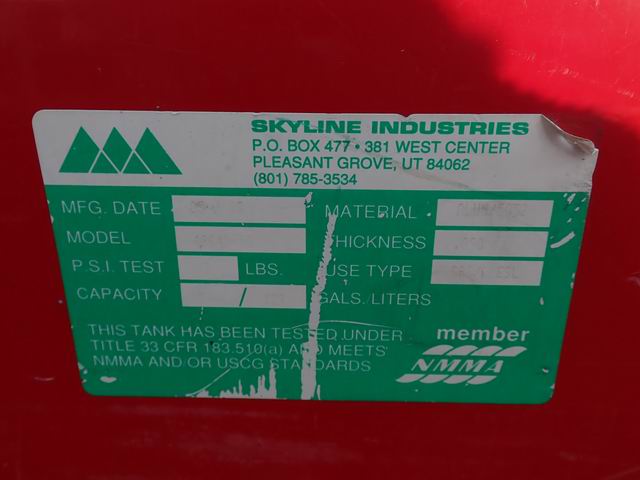 SKYLINE INDUSTRIES
P.O. BOX 477 • 381 WEST CENTER
PLEASANT GROVE, UT 84062
(801) 785-3534
MFG. DATE
MATERIAL
MODEL
THICKNESS
P.S.I. TEST LBS.
USE TYPE
CAPACITY / GALS./LITERS
THIS TANK HAS BEEN TESTED UNDER
TITLE 33 CFR 183.510(a) AND MEETS
NMMA AND/OR USCG STANDARDS
member
NMMA